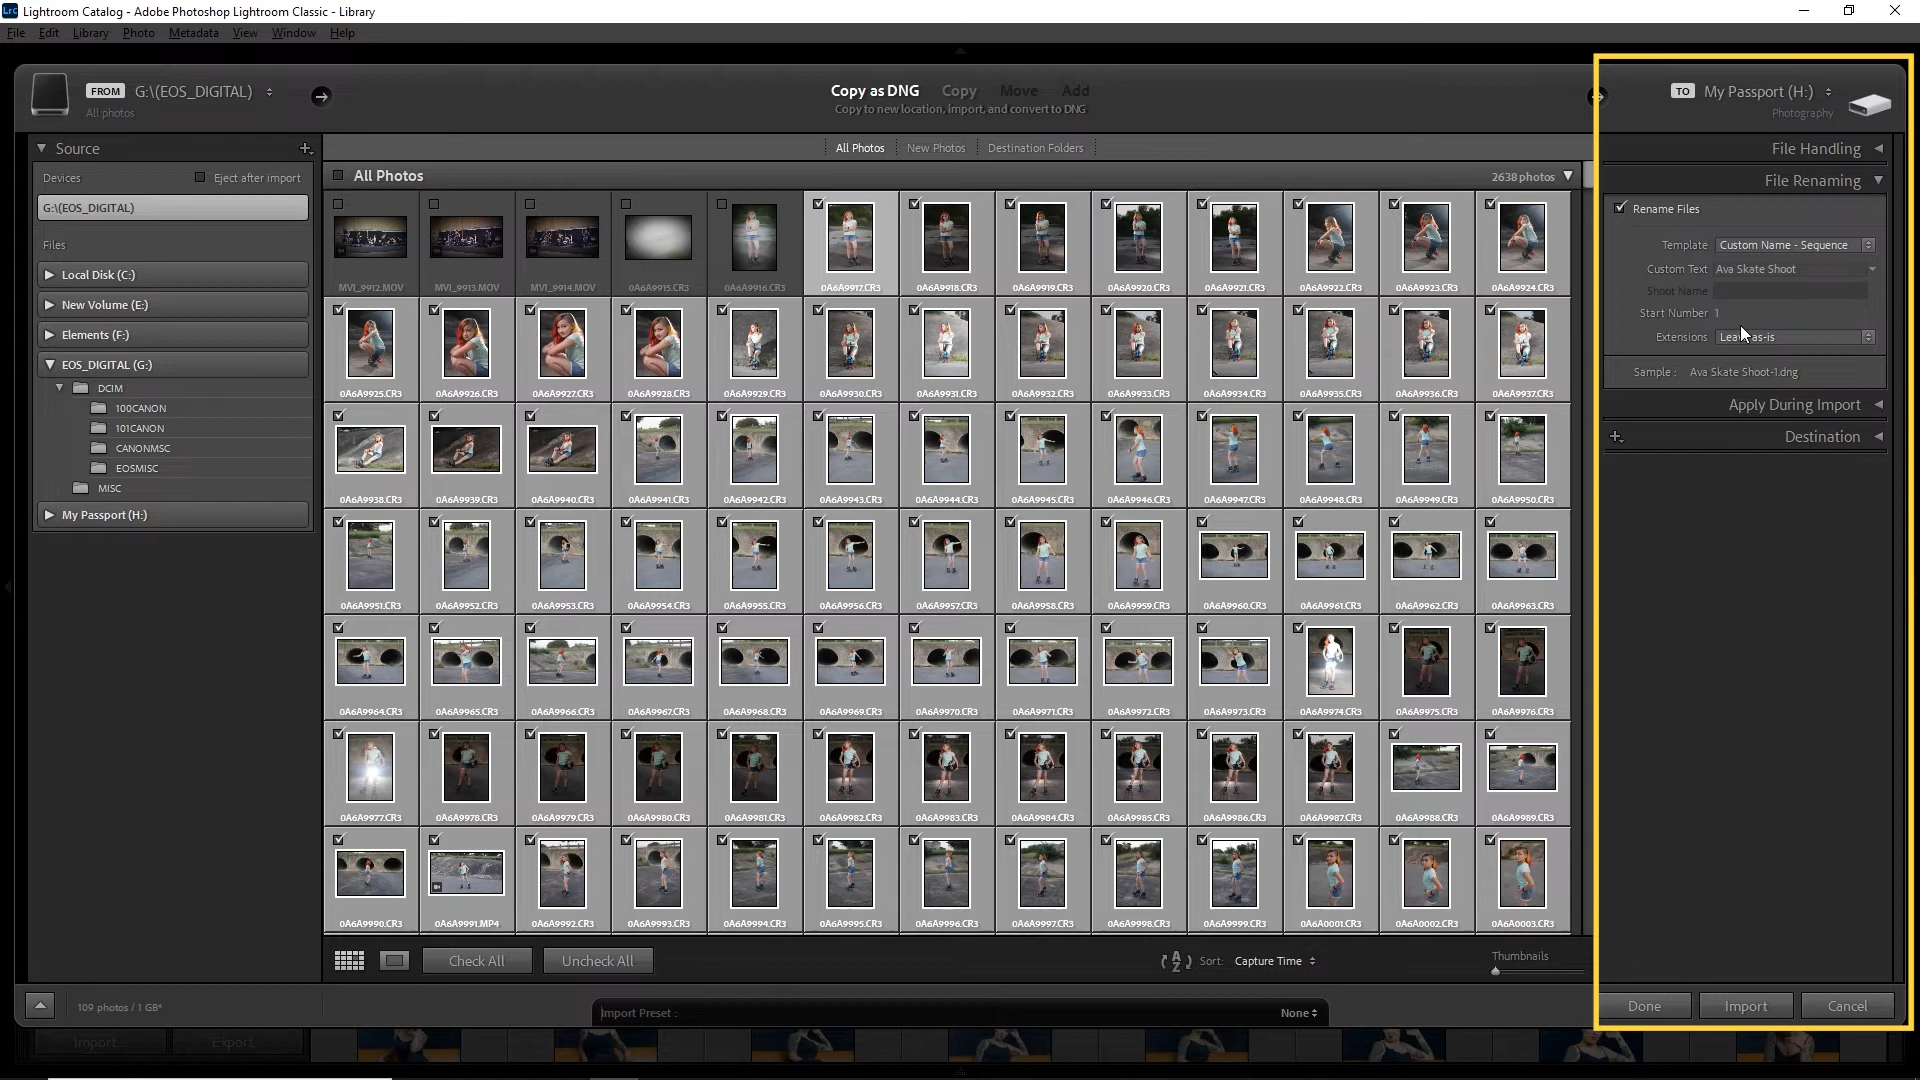 Lightroom Catalog - Adobe Photoshop Lightroom Classic - Library
File Edit Library Photo Metadata View Window Help
FROM G:\(EOS_DIGITAL)
All photos
Copy as DNG Copy Move Add
Copy to new location, import, and convert to DNG
TO My Passport (H:)
Photography
Source
Devices Eject after import
G:\(EOS_DIGITAL)
Files
Local Disk (C:)
New Volume (E:)
Elements (F:)
EOS_DIGITAL (G:)
DCIM
100CANON
101CANON
CANONMSC
EOSMISC
MISC
My Passport (H:)
All Photos New Photos Destination Folders
All Photos 2638 photos
MVI_9912.MOV MVI_9913.MOV MVI_9914.MOV 0A6A9915.CR3 0A6A9916.CR3 0A6A9917.CR3 0A6A9918.CR3 0A6A9919.CR3 0A6A9920.CR3 0A6A9921.CR3 0A6A9922.CR3 0A6A9923.CR3 0A6A9924.CR3
0A6A9925.CR3 0A6A9926.CR3 0A6A9927.CR3 0A6A9928.CR3 0A6A9929.CR3 0A6A9930.CR3 0A6A9931.CR3 0A6A9932.CR3 0A6A9933.CR3 0A6A9934.CR3 0A6A9935.CR3 0A6A9936.CR3 0A6A9937.CR3
0A6A9938.CR3 0A6A9939.CR3 0A6A9940.CR3 0A6A9941.CR3 0A6A9942.CR3 0A6A9943.CR3 0A6A9944.CR3 0A6A9945.CR3 0A6A9946.CR3 0A6A9947.CR3 0A6A9948.CR3 0A6A9949.CR3 0A6A9950.CR3
0A6A9951.CR3 0A6A9952.CR3 0A6A9953.CR3 0A6A9954.CR3 0A6A9955.CR3 0A6A9956.CR3 0A6A9957.CR3 0A6A9958.CR3 0A6A9959.CR3 0A6A9960.CR3 0A6A9961.CR3 0A6A9962.CR3 0A6A9963.CR3
0A6A9964.CR3 0A6A9965.CR3 0A6A9966.CR3 0A6A9967.CR3 0A6A9968.CR3 0A6A9969.CR3 0A6A9970.CR3 0A6A9971.CR3 0A6A9972.CR3 0A6A9973.CR3 0A6A9974.CR3 0A6A9975.CR3 0A6A9976.CR3
0A6A9977.CR3 0A6A9978.CR3 0A6A9979.CR3 0A6A9980.CR3 0A6A9981.CR3 0A6A9982.CR3 0A6A9983.CR3 0A6A9984.CR3 0A6A9985.CR3 0A6A9986.CR3 0A6A9987.CR3 0A6A9988.CR3 0A6A9989.CR3
0A6A9990.CR3 0A6A9991.MP4 0A6A9992.CR3 0A6A9993.CR3 0A6A9994.CR3 0A6A9995.CR3 0A6A9996.CR3 0A6A9997.CR3 0A6A9998.CR3 0A6A9999.CR3 0A6A0001.CR3 0A6A0002.CR3 0A6A0003.CR3
Check All Uncheck All Sort: Capture Time Thumbnails
File Handling
File Renaming
Rename Files
Template Custom Name - Sequence
Custom Text Ava Skate Shoot
Shoot Name
Start Number 1
Extensions Leave as-is
Sample : Ava Skate Shoot-1.dng
Apply During Import
Destination
109 photos / 1 GB*
Import Preset : None
Done Import Cancel
Import... Export...